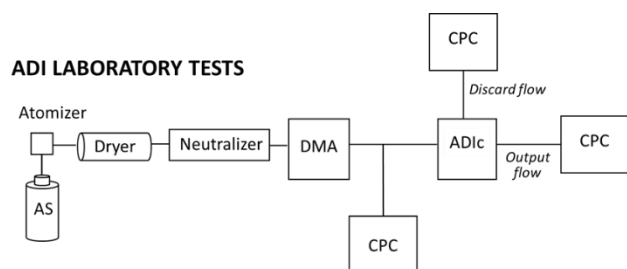 CPC
ADI LABORATORY TESTS
Discard flow
Atomizer
Dryer
Neutralizer
DMA
ADIc
CPC
Output
flow
AS
CPC